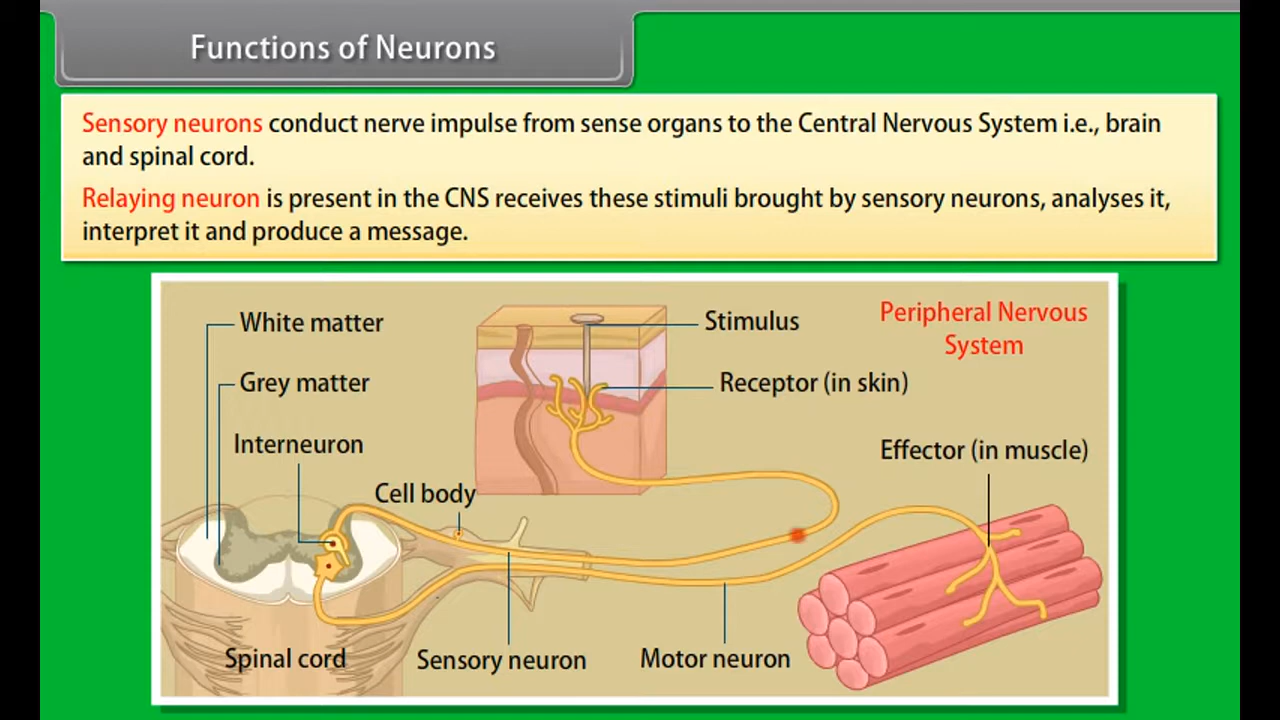 Functions of Neurons
Sensory neurons conduct nerve impulse from sense organs to the Central Nervous System i.e., brain
and spinal cord.
Relaying neuron is present in the CNS receives these stimuli brought by sensory neurons, analyses it,
interpret it and produce a message.
White matter
Stimulus
Peripheral Nervous
System
Grey matter
Receptor (in skin)
Interneuron
Effector (in muscle)
Cell body
Spinal cord
Sensory neuron
Motor neuron